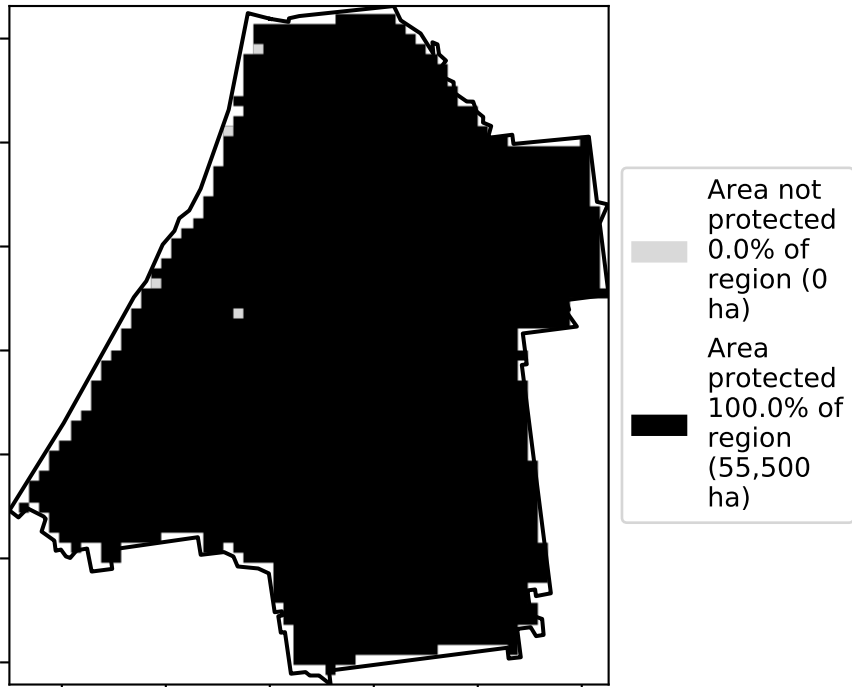 Area not
protected
0.0% of
region (0
ha)
Area
protected
100.0% of
region
(55,500
ha)